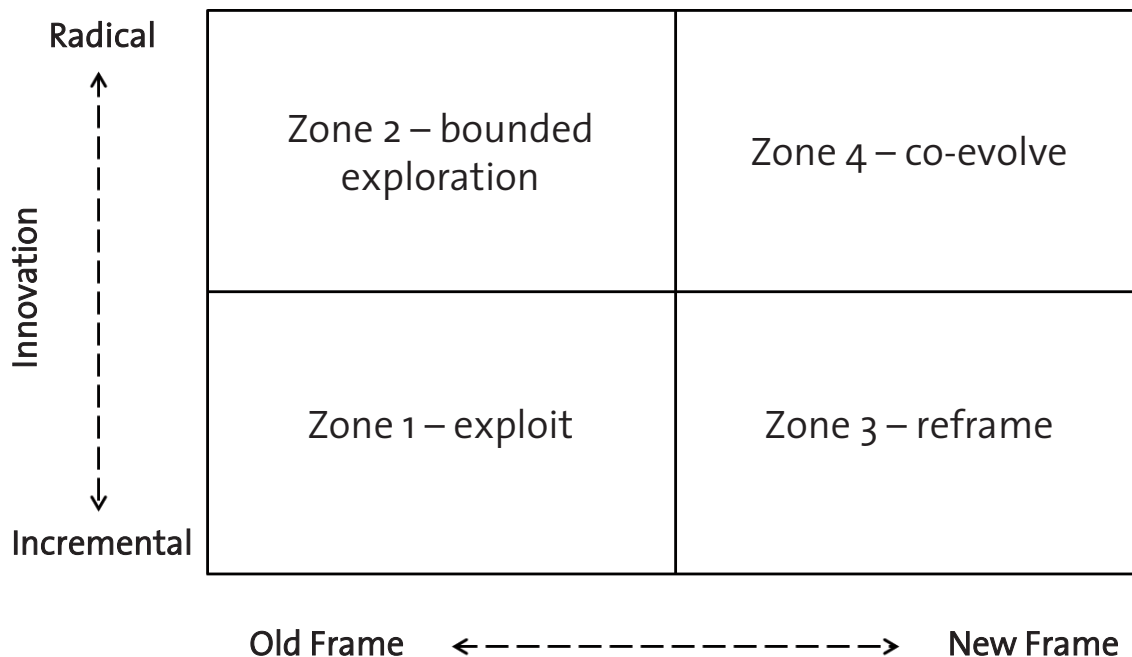 Radical
Zone 2 – bounded
exploration
Zone 4 – co-evolve
Innovation
Zone 1 – exploit
Zone 3 – reframe
Incremental
Old Frame
New Frame